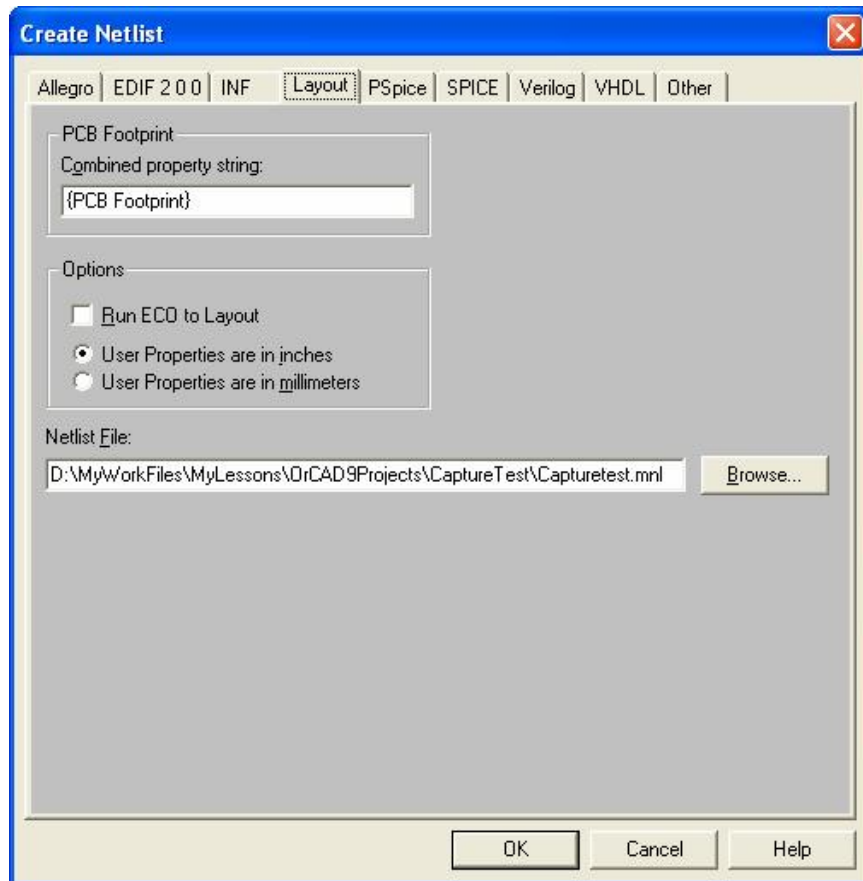 Create Netlist
Allegro EDIF 2 0 0 INF Layout PSpice SPICE Verilog VHDL Other
PCB Footprint
Combined property string:
{PCB Footprint}
Options
Run ECO to Layout
User Properties are in inches
User Properties are in millimeters
Netlist File:
D:\MyWorkFiles\MyLessons\OrCAD9Projects\CaptureTest\Capturetest.mnl Browse...
OK Cancel Help